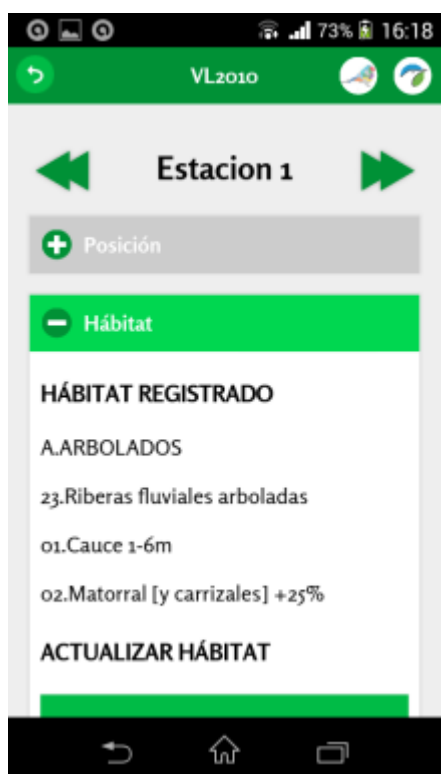 73% 16:18
VL2010
Estacion 1
Posición
Hábitat
HÁBITAT REGISTRADO
A.ARBOLADOS
23.Riberas fluviales arboladas
01.Cauce 1-6m
02.Matorral [y carrizales] +25%
ACTUALIZAR HÁBITAT